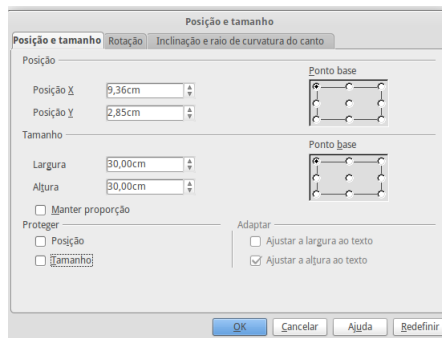 Posição e tamanho
Posição e tamanho Rotação Inclinação e raio de curvatura do canto
Posição
Ponto base
Posição X 9,36cm
Posição Y 2,85cm
Tamanho
Ponto base
Largura 30,00cm
Altura 30,00cm
Manter proporção
Proteger Adaptar
Posição Ajustar a largura ao texto
Tamanho Ajustar a altura ao texto
OK Cancelar Ajuda Redefinir